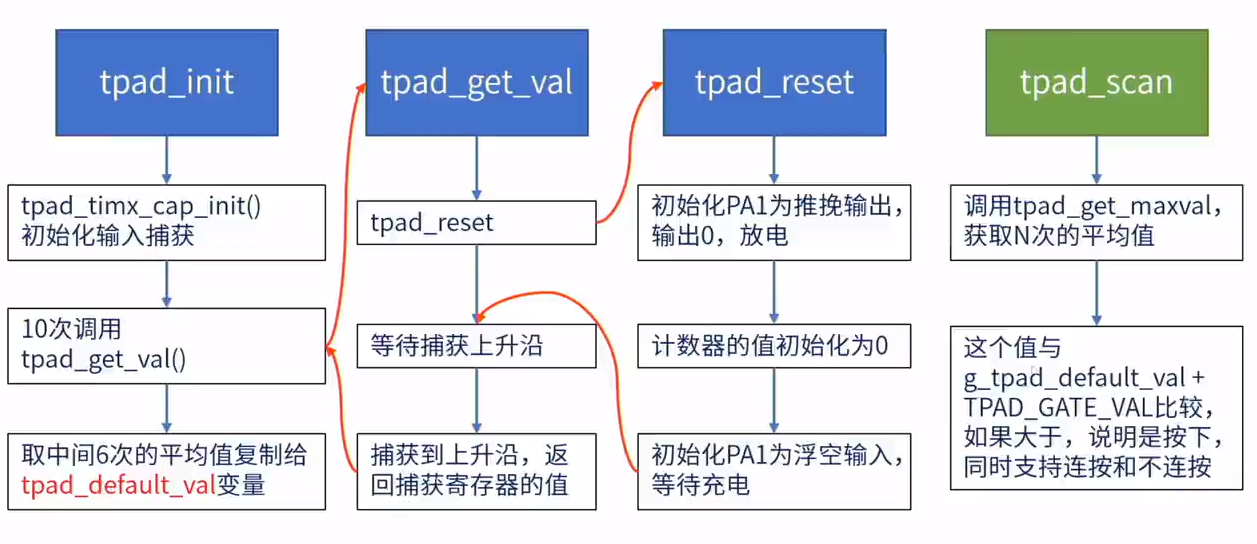 tpad_init
tpad_timx_cap_init()
初始化输入捕获
10次调用
tpad_get_val()
取中间6次的平均值复制给
tpad_default_val变量
tpad_get_val
tpad_reset
等待捕获上升沿
捕获到上升沿，返
回捕获寄存器的值
tpad_reset
初始化PA1为推挽输出，
输出0，放电
计数器的值初始化为0
初始化PA1为浮空输入，
等待充电
tpad_scan
调用tpad_get_maxval，
获取N次的平均值
这个值与
g_tpad_default_val +
TPAD_GATE_VAL比较，
如果大于，说明是按下，
同时支持连按和不连按